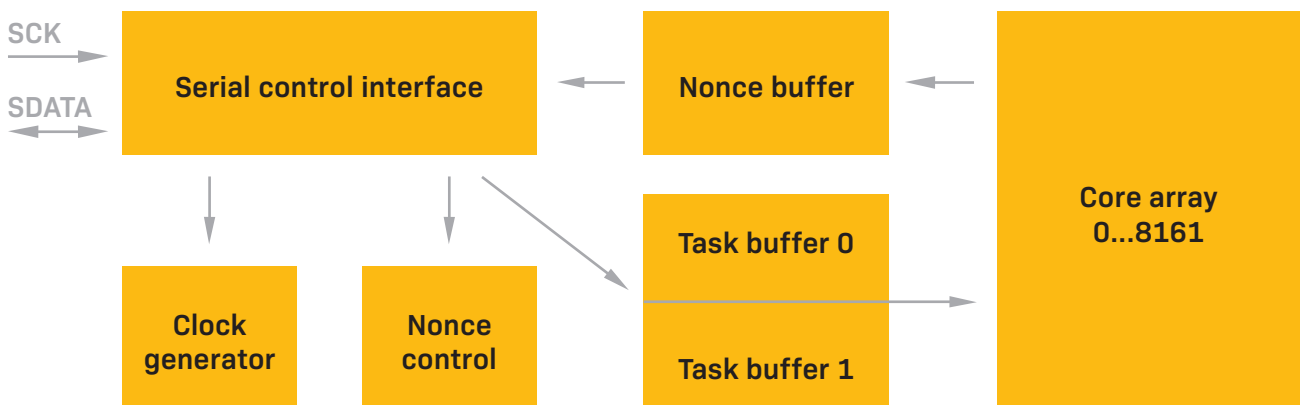 SCK
SDATA
Serial control interface
Nonce buffer
Core array
0...8161
Task buffer 0
Task buffer 1
Clock
generator
Nonce
control